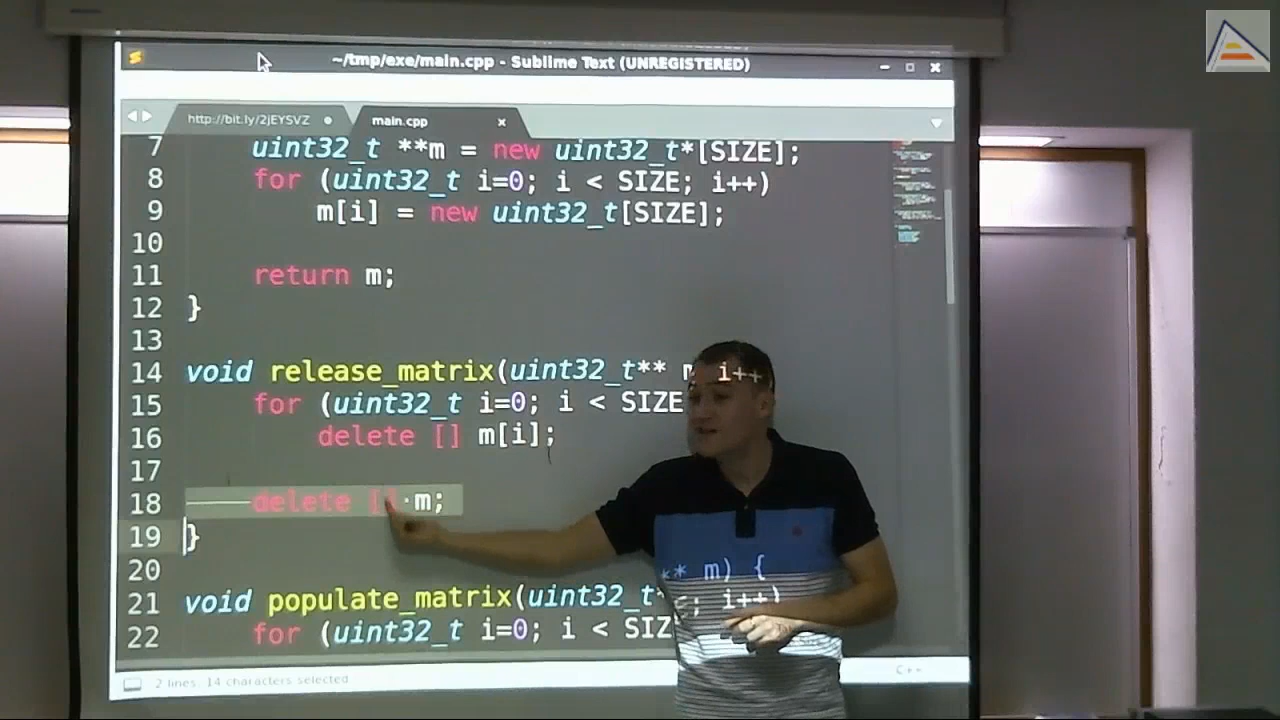 ~/tmp/exe/main.cpp - Sublime Text (UNREGISTERED)
http://bit.ly/2jEYSVZ
main.cpp
7 uint32_t **m = new uint32_t*[SIZE];
8 for (uint32_t i=0; i < SIZE; i++)
9 m[i] = new uint32_t[SIZE];
10
11 return m;
12 }
13
14 void release_matrix(uint32_t**
15 for (uint32_t i=0; i < SIZE i++
16 delete [] m[i];
17
18 delete [] m;
19 }
20
21 void populate_matrix(uint32_t** m) {
22 for (uint32_t i=0; i < SIZ i++)
2 lines, 14 characters selected
C++